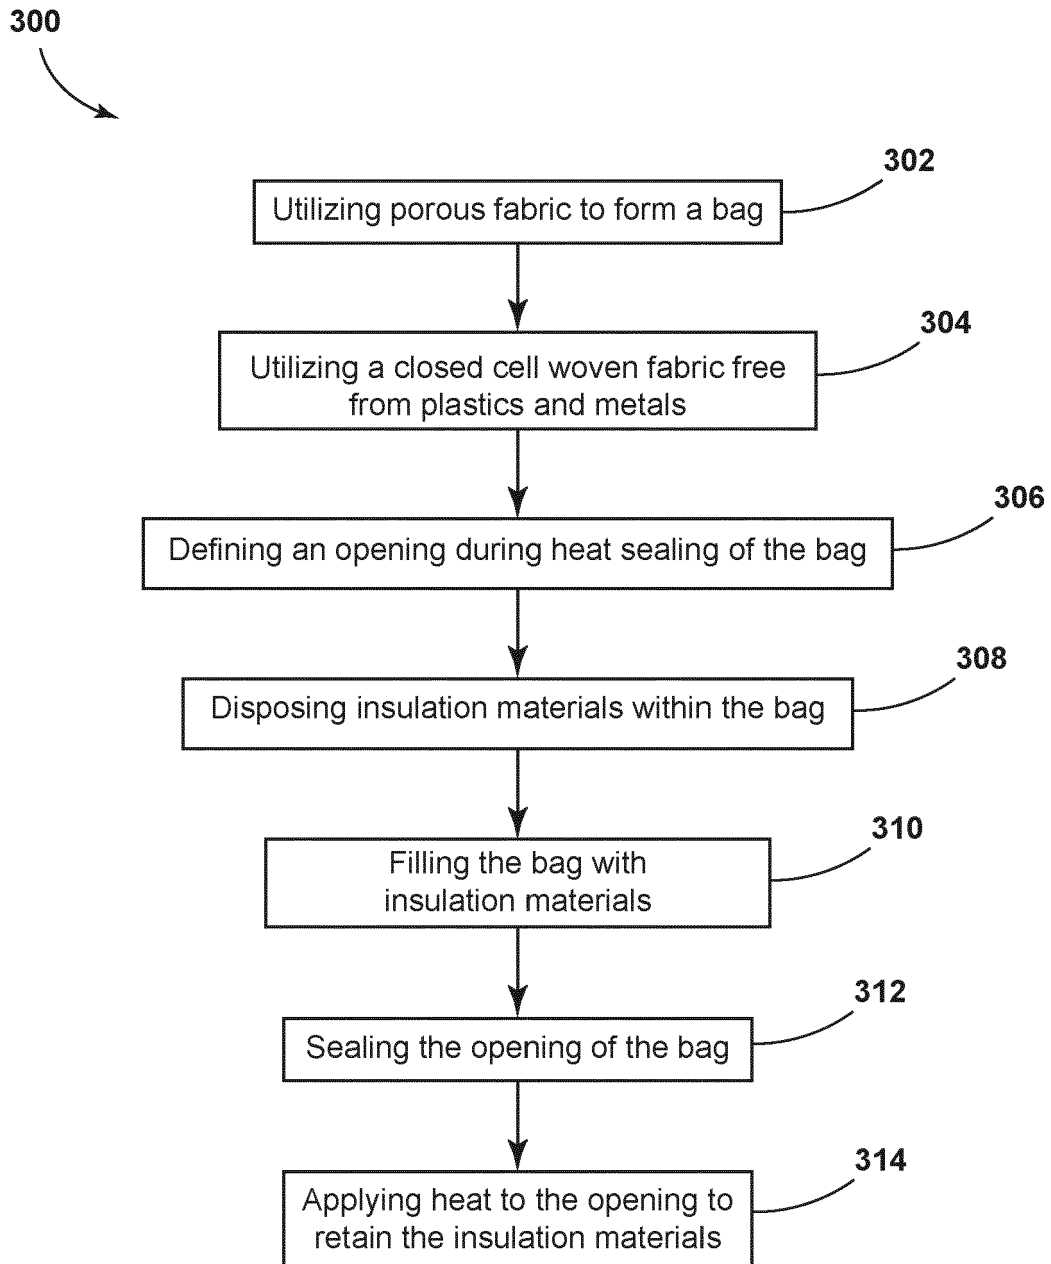 300
302
Utilizing porous fabric to form a bag
304
Utilizing a closed cell woven fabric free
from plastics and metals
306
Defining an opening during heat sealing of the bag
308
Disposing insulation materials within the bag
310
Filling the bag with
insulation materials
312
Sealing the opening of the bag
314
Applying heat to the opening to
retain the insulation materials